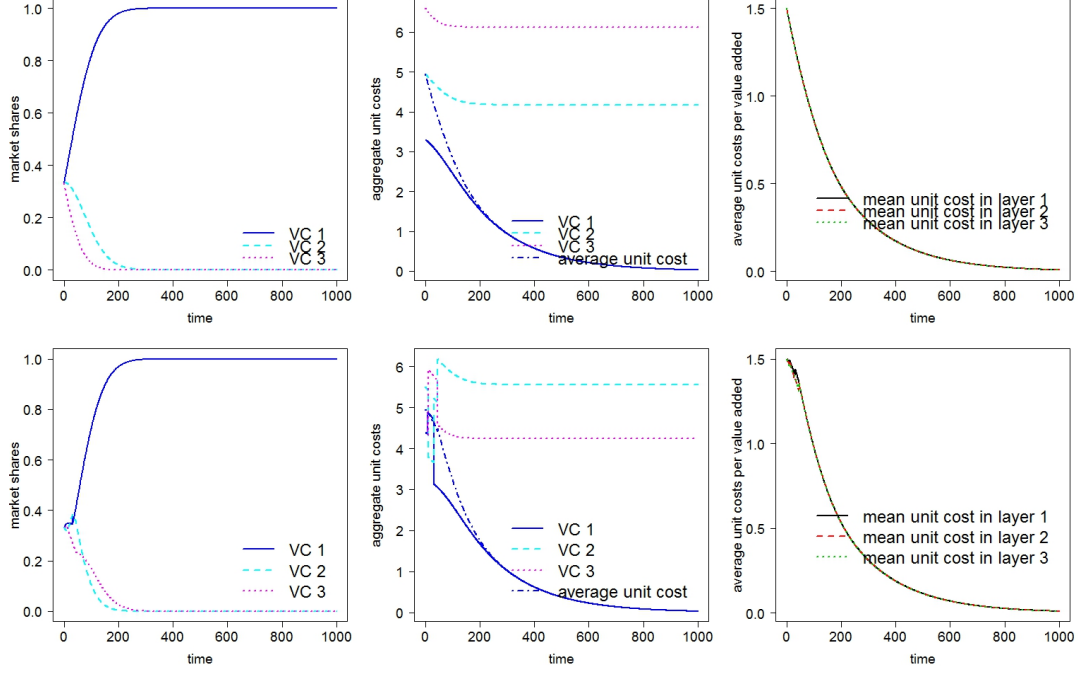 market shares
1.0
0.8
0.6
0.4
0.2
0.0
VC 1
VC 2
VC 3
0 200 400 600 800 1000
time
aggregate unit costs
6
5
4
3
2
1
0
VC 1
VC 2
VC 3
average unit cost
0 200 400 600 800 1000
time
average unit costs per value added
1.5
1.0
0.5
0.0
mean unit cost in layer 1
mean unit cost in layer 2
mean unit cost in layer 3
0 200 400 600 800 1000
time
market shares
1.0
0.8
0.6
0.4
0.2
0.0
VC 1
VC 2
VC 3
0 200 400 600 800 1000
time
aggregate unit costs
6
5
4
3
2
1
0
VC 1
VC 2
VC 3
average unit cost
0 200 400 600 800 1000
time
average unit costs per value added
1.5
1.0
0.5
0.0
mean unit cost in layer 1
mean unit cost in layer 2
mean unit cost in layer 3
0 200 400 600 800 1000
time